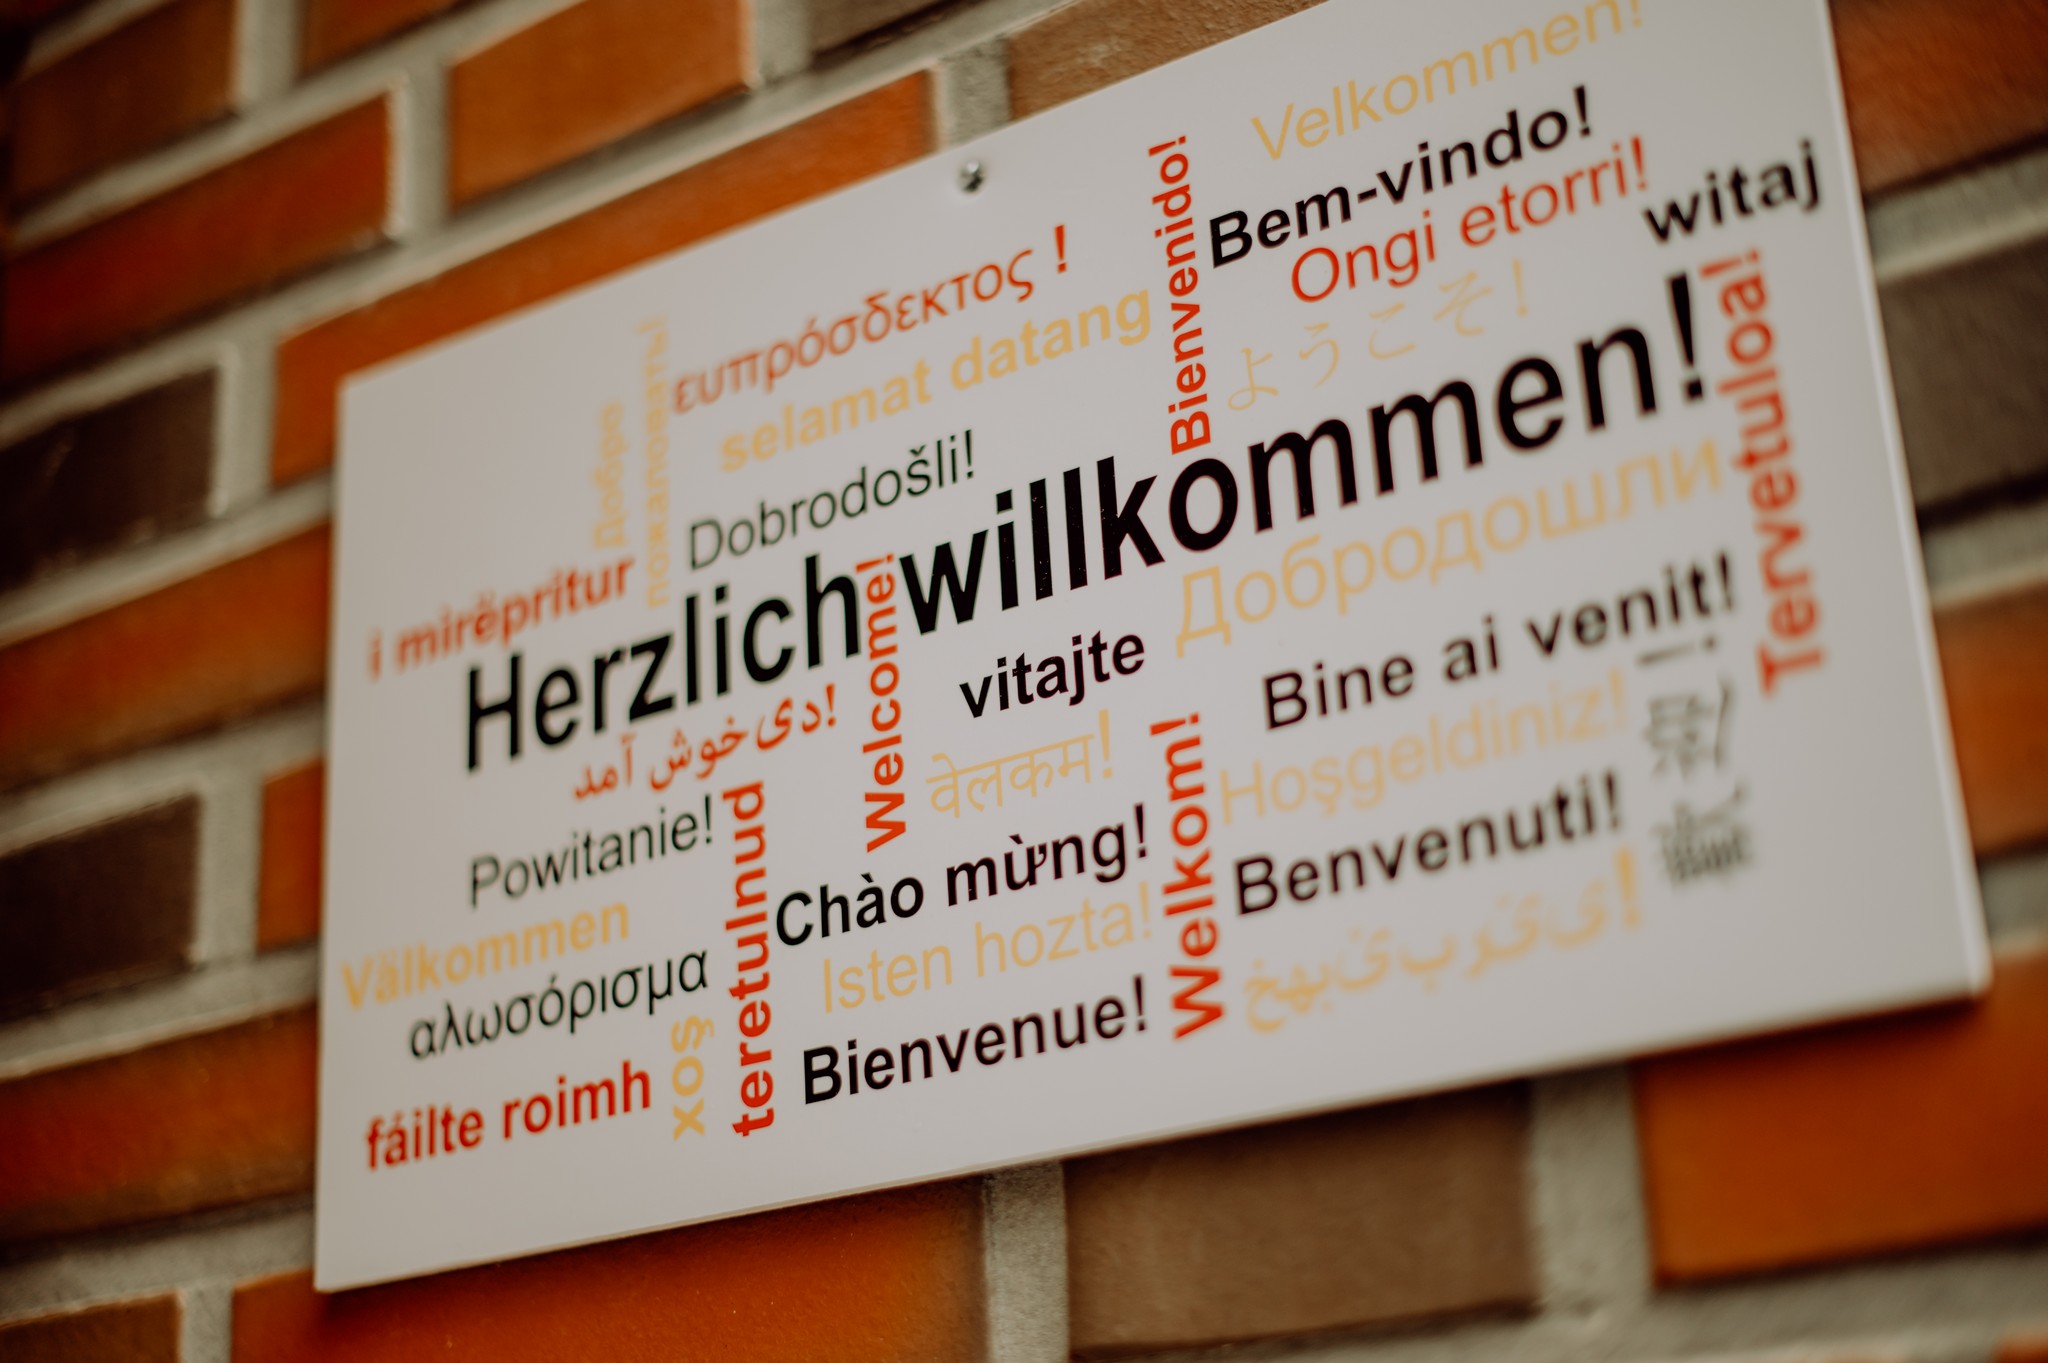 Velkommen!
Bem-vindo!
Ongi etorri!
witaj
Bienvenido!
ευπρόσδεκτος !
selamat datang
ようこそ!
Добро
пожаловать!
Dobrodošli!
Herzlich willkommen!
Tervetuloa!
i mirëpritur
Welcome!
vitajte
Добродошли
Bine ai venit!
دی خوش آمد!
वेलकम!
Welkom!
Hoşgeldiniz!
Powitanie!
teretulnud
Chào mừng!
Benvenuti!
Välkommen
αλωσόρισμα
Isten hozta!
xoş
fáilte roimh
Bienvenue!